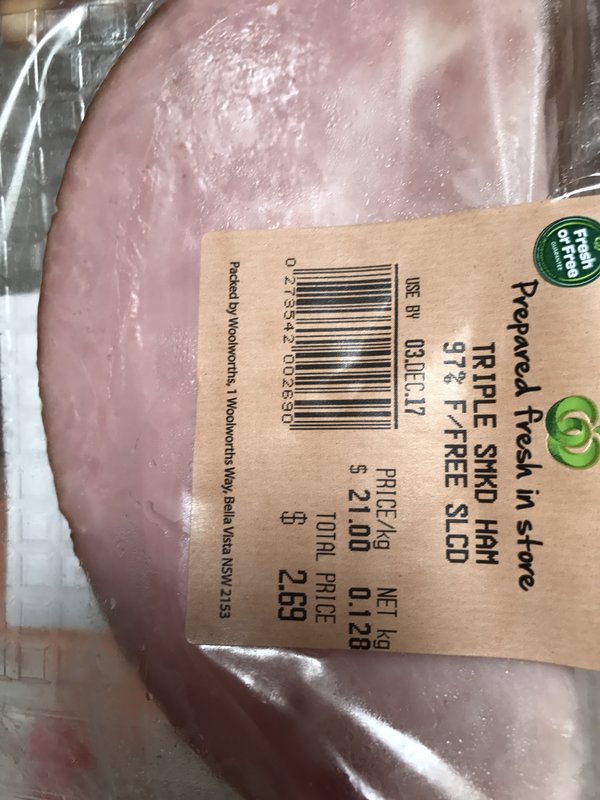 Fresh
or Free
GUARANTEE
Prepared fresh in store
TRIPLE SMKD HAM
97% F/FREE SLCD
USE BY 03.DEC.17
PRICE/kg NET kg
$ 21.00 0.128
TOTAL PRICE
$ 2.69
0 273542 002690
Packed by Woolworths, 1 Woolworths Way, Bella Vista NSW 2153